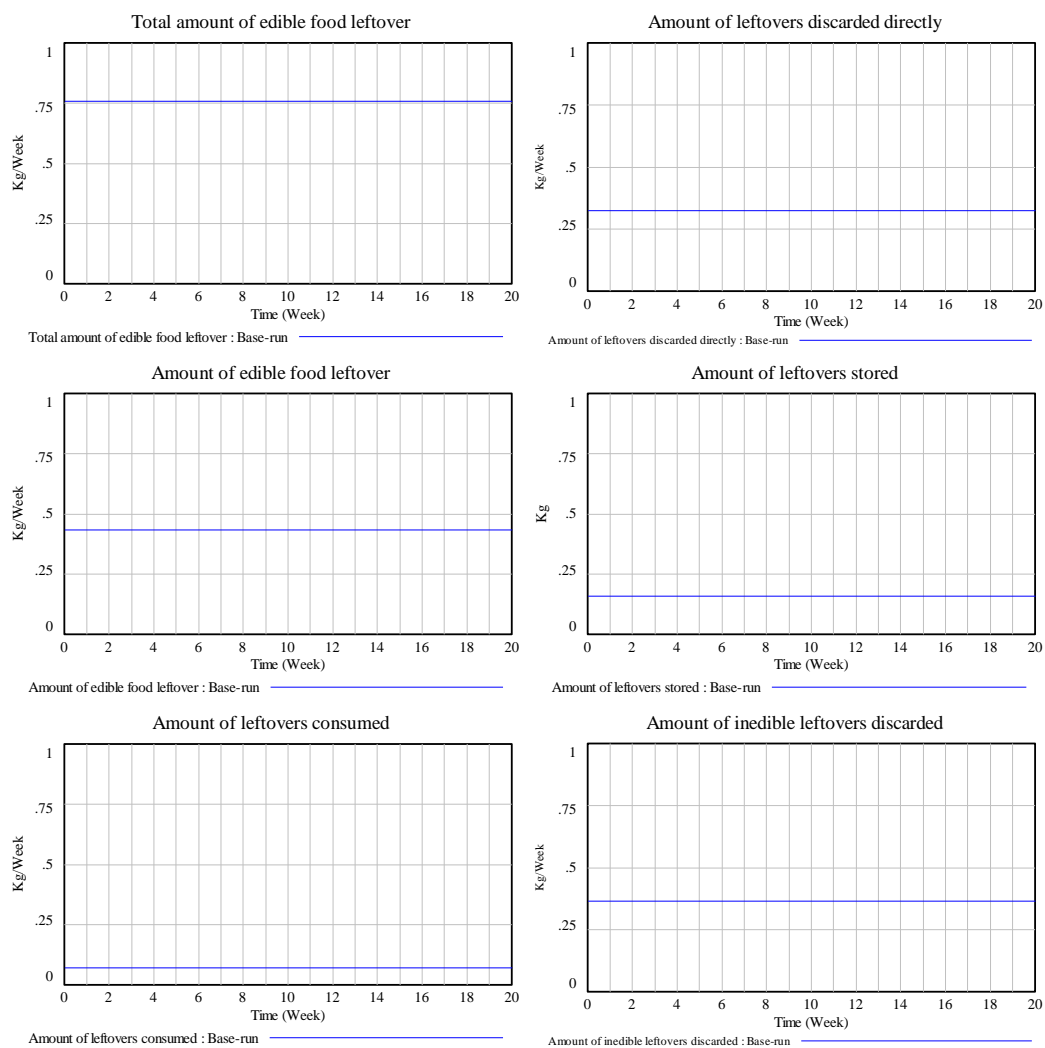 Total amount of edible food leftover
1
.75
.5
.25
0
Kg/Week
0 2 4 6 8 10 12 14 16 18 20
Time (Week)
Total amount of edible food leftover : Base-run
Amount of leftovers discarded directly
1
.75
.5
.25
0
Kg/Week
0 2 4 6 8 10 12 14 16 18 20
Time (Week)
Amount of leftovers discarded directly : Base-run
Amount of edible food leftover
1
.75
.5
.25
0
Kg/Week
0 2 4 6 8 10 12 14 16 18 20
Time (Week)
Amount of edible food leftover : Base-run
Amount of leftovers stored
1
.75
.5
.25
0
Kg
0 2 4 6 8 10 12 14 16 18 20
Time (Week)
Amount of leftovers stored : Base-run
Amount of leftovers consumed
1
.75
.5
.25
0
Kg/Week
0 2 4 6 8 10 12 14 16 18 20
Time (Week)
Amount of leftovers consumed : Base-run
Amount of inedible leftovers discarded
1
.75
.5
.25
0
Kg/Week
0 2 4 6 8 10 12 14 16 18 20
Time (Week)
Amount of inedible leftovers discarded : Base-run